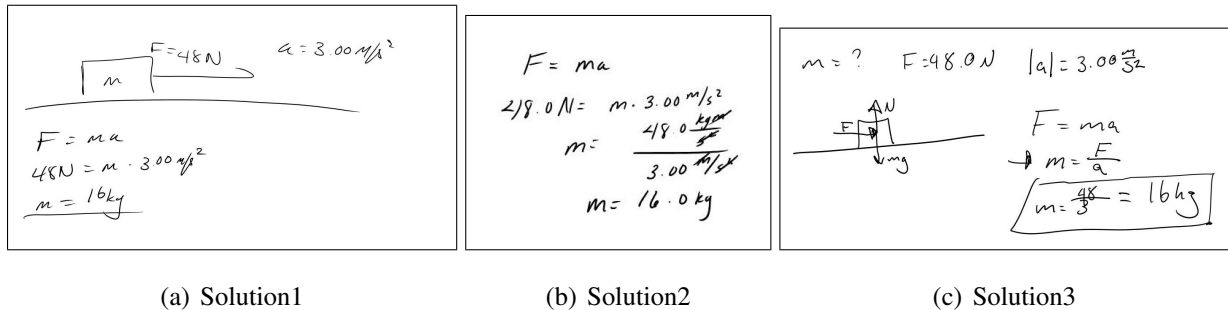 F=48N a = 3.00 m/s²
m
F = ma
48N = m · 3.00 m/s²
m = 16kg
F = ma
48.0 N = m · 3.00 m/s²
m = 48.0 kgm/s² / 3.00 m/s²
m = 16.0 kg
m = ? F=48.0N |a| = 3.00 m/s2
N
F
mg
F = ma
→ m = F/a
m = 48/3 = 16kg
(a) Solution1
(b) Solution2
(c) Solution3